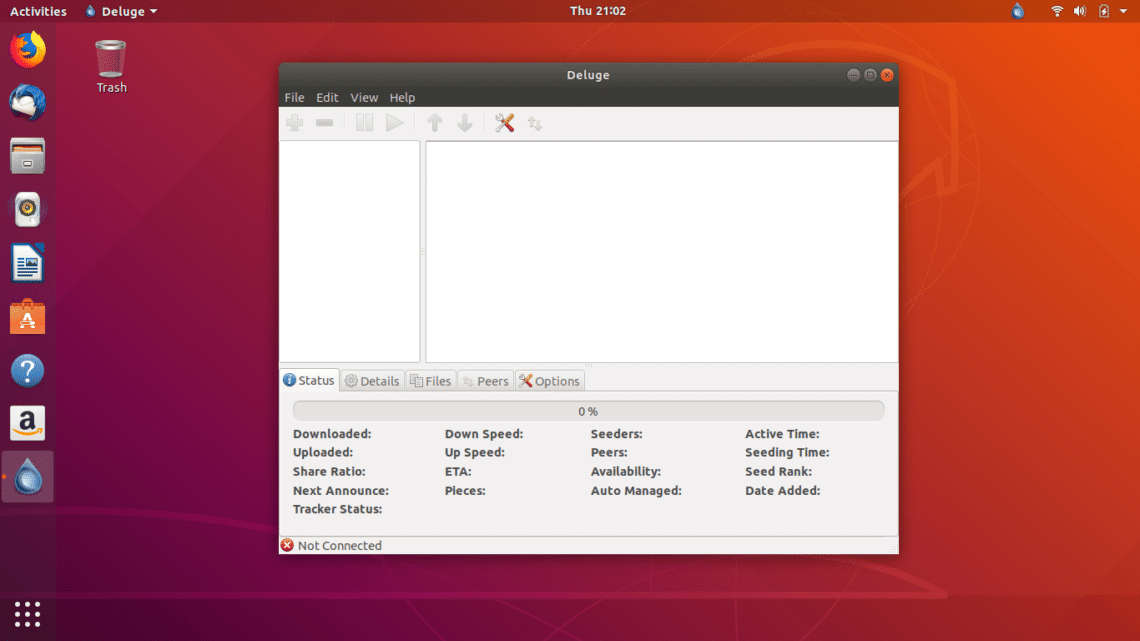 Activities Deluge Thu 21:02
Trash
Deluge
File Edit View Help
Status Details Files Peers Options
0 %
Downloaded: Down Speed: Seeders: Active Time:
Uploaded: Up Speed: Peers: Seeding Time:
Share Ratio: ETA: Availability: Seed Rank:
Next Announce: Pieces: Auto Managed: Date Added:
Tracker Status:
Not Connected